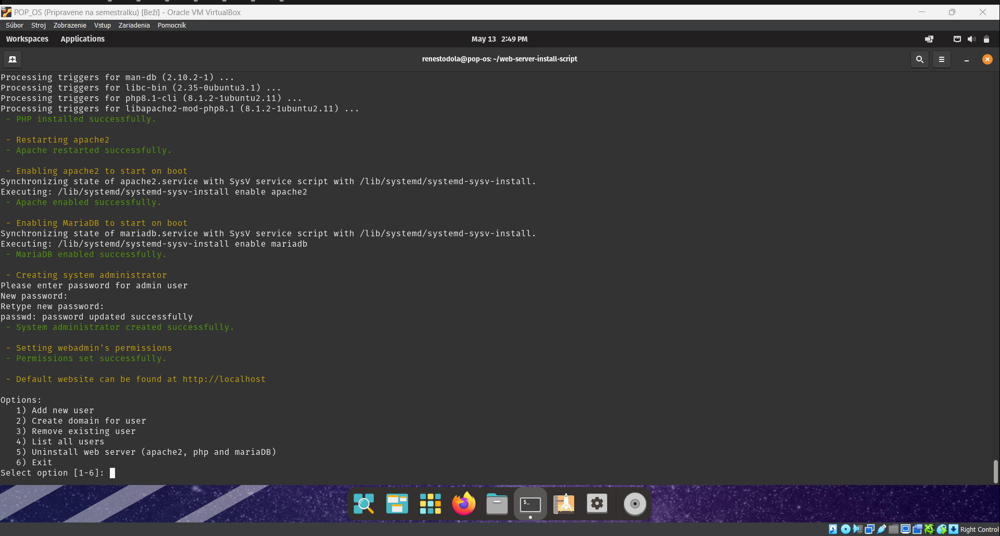 POP_OS (Pripravene na semestralku) [Beží] - Oracle VM VirtualBox
Súbor Stroj Zobrazenie Vstup Zariadenia Pomocník
Workspaces Applications May 13 2:49 PM
renestodola@pop-os: ~/web-server-install-script
Processing triggers for man-db (2.10.2-1) ...
Processing triggers for libc-bin (2.35-0ubuntu3.1) ...
Processing triggers for php8.1-cli (8.1.2-1ubuntu2.11) ...
Processing triggers for libapache2-mod-php8.1 (8.1.2-1ubuntu2.11) ...
- PHP installed successfully.
- Restarting apache2
- Apache restarted successfully.
- Enabling apache2 to start on boot
Synchronizing state of apache2.service with SysV service script with /lib/systemd/systemd-sysv-install.
Executing: /lib/systemd/systemd-sysv-install enable apache2
- Apache enabled successfully.
- Enabling MariaDB to start on boot
Synchronizing state of mariadb.service with SysV service script with /lib/systemd/systemd-sysv-install.
Executing: /lib/systemd/systemd-sysv-install enable mariadb
- MariaDB enabled successfully.
- Creating system administrator
Please enter password for admin user
New password:
Retype new password:
passwd: password updated successfully
- System administrator created successfully.
- Setting webadmin's permissions
- Permissions set successfully.
- Default website can be found at http://localhost
Options:
1) Add new user
2) Create domain for user
3) Remove existing user
4) List all users
5) Uninstall web server (apache2, php and mariaDB)
6) Exit
Select option [1-6]:
$_
Right Control